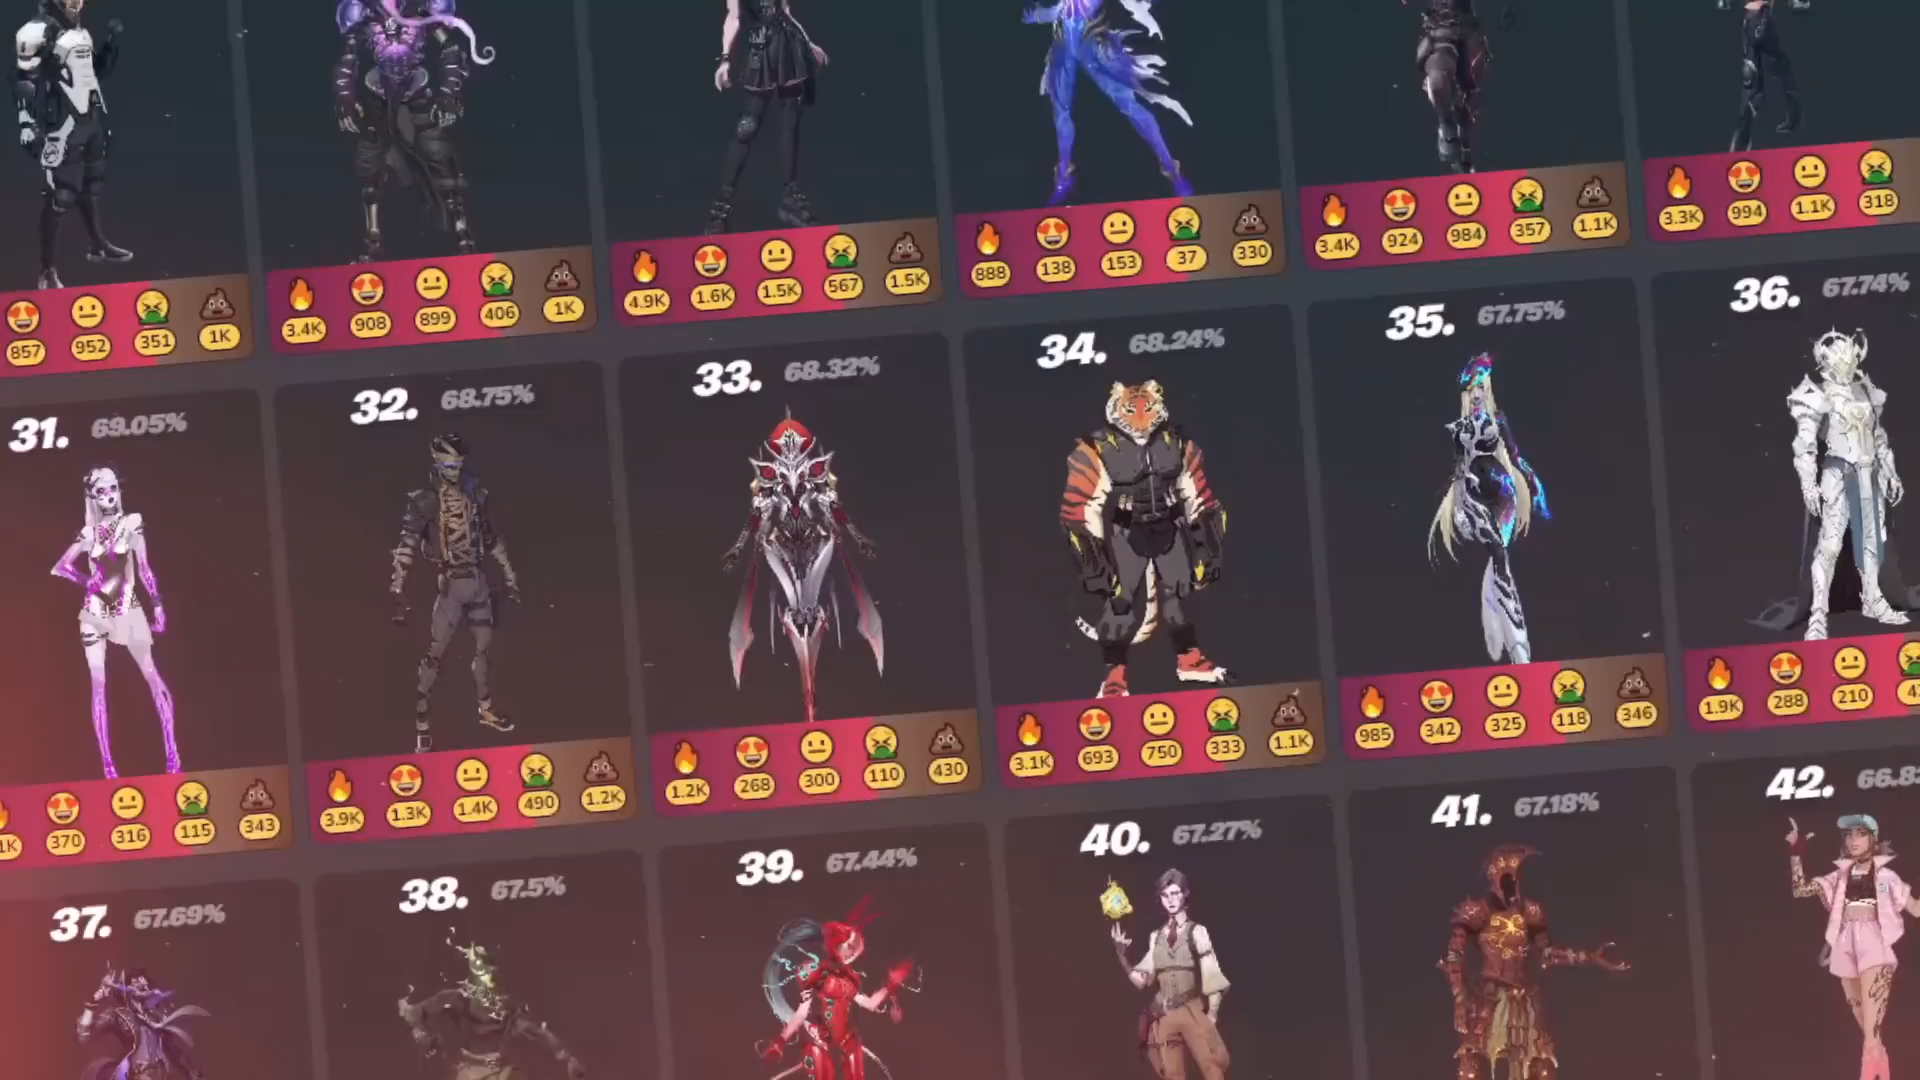 857 952 351 1K
3.4K 908 899 406 1K
4.9K 1.6K 1.5K 567 1.5K
888 138 153 37 330
3.4K 924 984 357 1.1K
3.3K 994 1.1K 318
31. 69.05%
32. 68.75%
33. 68.32%
34. 68.24%
35. 67.75%
36. 67.74%
370 316 115 343
3.9K 1.3K 1.4K 490 1.2K
1.2K 268 300 110 430
3.1K 693 750 333 1.1K
985 342 325 118 346
1.9K 288 210
37. 67.69%
38. 67.5%
39. 67.44%
40. 67.27%
41. 67.18%
42.